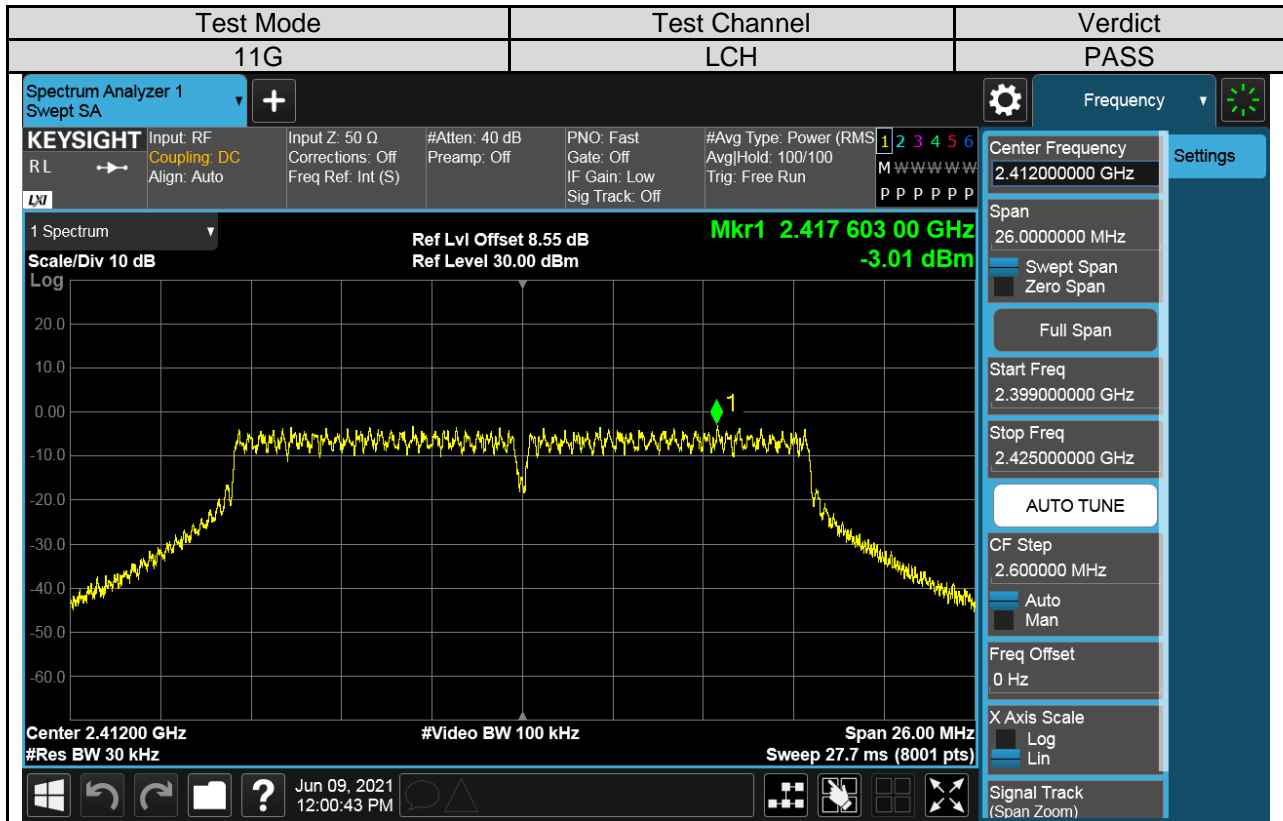 Test Mode Test Channel Verdict
11G LCH PASS
Spectrum Analyzer 1
Swept SA
+
Frequency
KEYSIGHT Input: RF Input Z: 50 Ω #Atten: 40 dB PNO: Fast #Avg Type: Power (RMS 1 2 3 4 5 6
RL Coupling: DC Corrections: Off Preamp: Off Gate: Off Avg|Hold: 100/100 M W W W W W
Align: Auto Freq Ref: Int (S) IF Gain: Low Trig: Free Run
LXI Sig Track: Off P P P P P P
1 Spectrum
Ref Lvl Offset 8.55 dB
Mkr1 2.417 603 00 GHz
Scale/Div 10 dB Ref Level 30.00 dBm -3.01 dBm
Log
20.0
10.0
0.00
-10.0
-20.0
-30.0
-40.0
-50.0
-60.0
1
Center 2.41200 GHz #Video BW 100 kHz Span 26.00 MHz
#Res BW 30 kHz Sweep 27.7 ms (8001 pts)
?
Jun 09, 2021
12:00:43 PM
Center Frequency
2.412000000 GHz
Settings
Span
26.0000000 MHz
Swept Span
Zero Span
Full Span
Start Freq
2.399000000 GHz
Stop Freq
2.425000000 GHz
AUTO TUNE
CF Step
2.600000 MHz
Auto
Man
Freq Offset
0 Hz
X Axis Scale
Log
Lin
Signal Track
(Span Zoom)